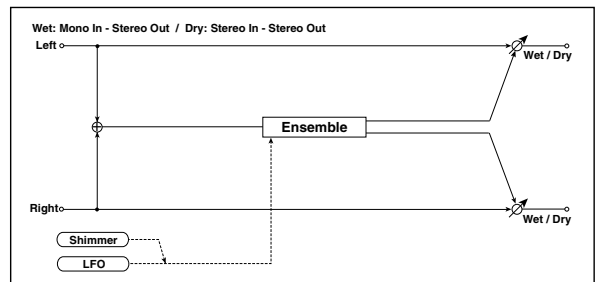 Wet: Mono In - Stereo Out / Dry: Stereo In - Stereo Out
Left
Wet / Dry
Ensemble
Right
Wet / Dry
Shimmer
LFO